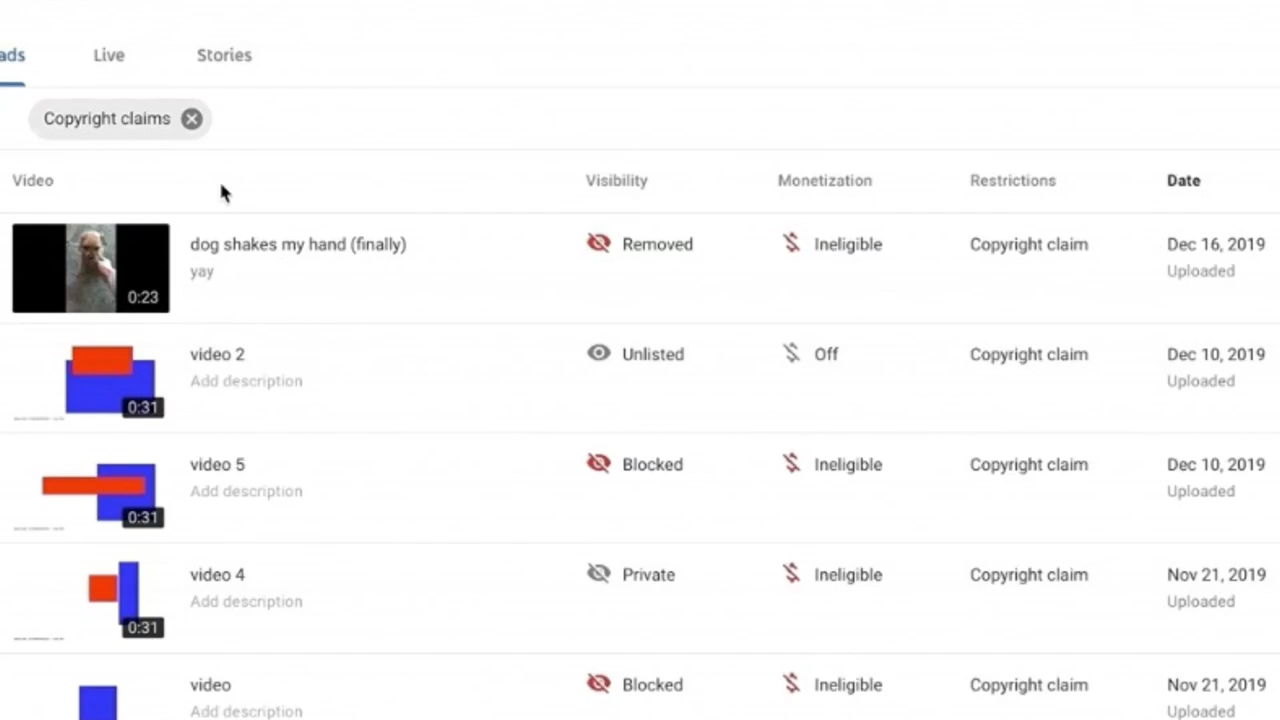 ads Live Stories
Copyright claims
Video Visibility Monetization Restrictions Date
dog shakes my hand (finally) Removed Ineligible Copyright claim Dec 16, 2019
yay Uploaded
0:23
video 2 Unlisted Off Copyright claim Dec 10, 2019
Add description Uploaded
0:31
video 5 Blocked Ineligible Copyright claim Dec 10, 2019
Add description Uploaded
0:31
video 4 Private Ineligible Copyright claim Nov 21, 2019
Add description Uploaded
0:31
video Blocked Ineligible Copyright claim Nov 21, 2019
Add description Uploaded